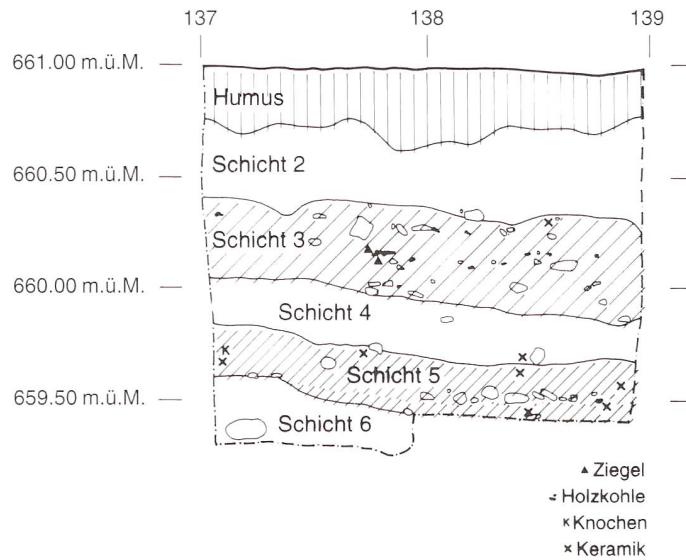 137 138 139
661.00 m.ü.M.
Humus
660.50 m.ü.M.
Schicht 2
Schicht 3
660.00 m.ü.M.
Schicht 4
Schicht 5
659.50 m.ü.M.
Schicht 6
Ziegel
Holzkohle
Knochen
Keramik